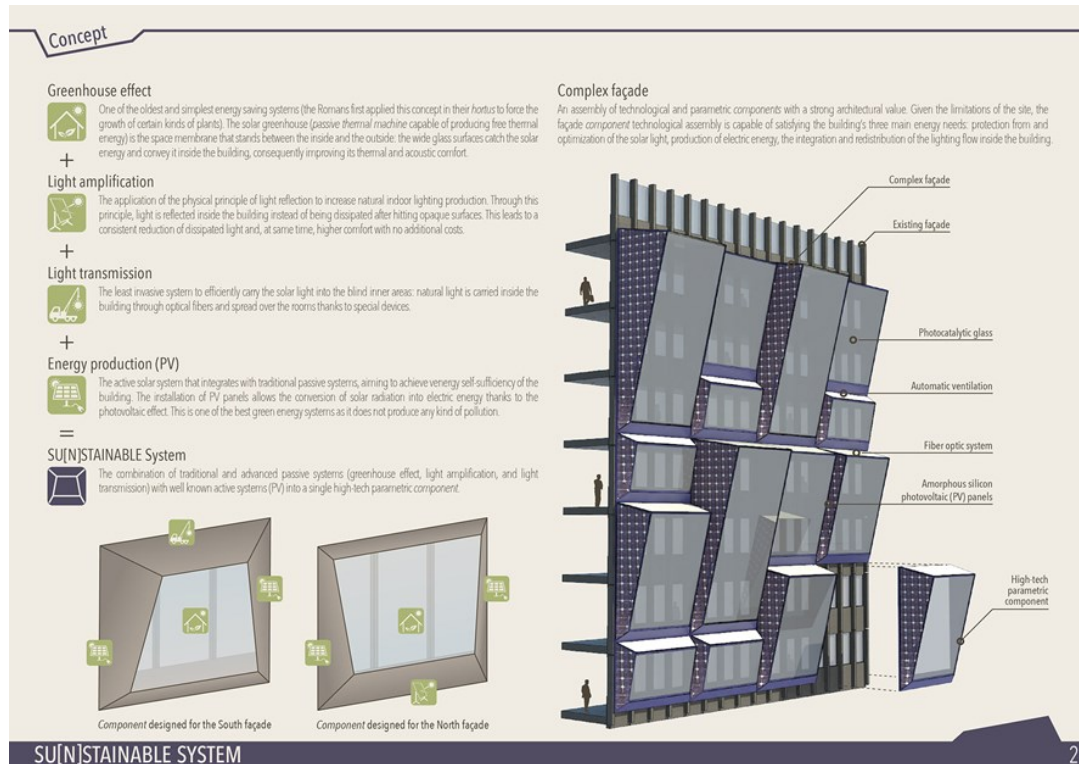 Concept
Greenhouse effect
One of the oldest and simplest energy saving systems (the Romans first applied this concept in their hortus to force the
growth of certain kinds of plants). The solar greenhouse (passive thermal machine capable of producing free thermal
energy) is the space membrane that stands between the inside and the outside: the wide glass surfaces catch the solar
energy and convey it inside the building, consequently improving its thermal and acoustic comfort.
+
Light amplification
The application of the physical principle of light reflection to increase natural indoor lighting production. Through this
principle, light is reflected inside the building instead of being dissipated after hitting opaque surfaces. This leads to a
consistent reduction of dissipated light and, at same time, higher comfort with no additional costs.
+
Light transmission
The least invasive system to efficiently carry the solar light into the blind inner areas: natural light is carried inside the
building through optical fibers and spread over the rooms thanks to special devices.
+
Energy production (PV)
The active solar system that integrates with traditional passive systems, aiming to achieve venergy self-sufficiency of the
building. The installation of PV panels allows the conversion of solar radiation into electric energy thanks to the
photovoltaic effect. This is one of the best green energy systems as it does not produce any kind of pollution.
=
SU[N]STAINABLE System
The combination of traditional and advanced passive systems (greenhouse effect, light amplification, and light
transmission) with well known active systems (PV) into a single high-tech parametric component.
Component designed for the South façade
Component designed for the North façade
Complex façade
An assembly of technological and parametric components with a strong architectural value. Given the limitations of the site, the
façade component technological assembly is capable of satisfying the building's three main energy needs: protection from and
optimization of the solar light, production of electric energy, the integration and redistribution of the lighting flow inside the building.
Complex façade
Existing façade
Photocatalytic glass
Automatic ventilation
Fiber optic system
Amorphous silicon
photovoltaic (PV) panels
High-tech
parametric
component
SU[N]STAINABLE SYSTEM
2